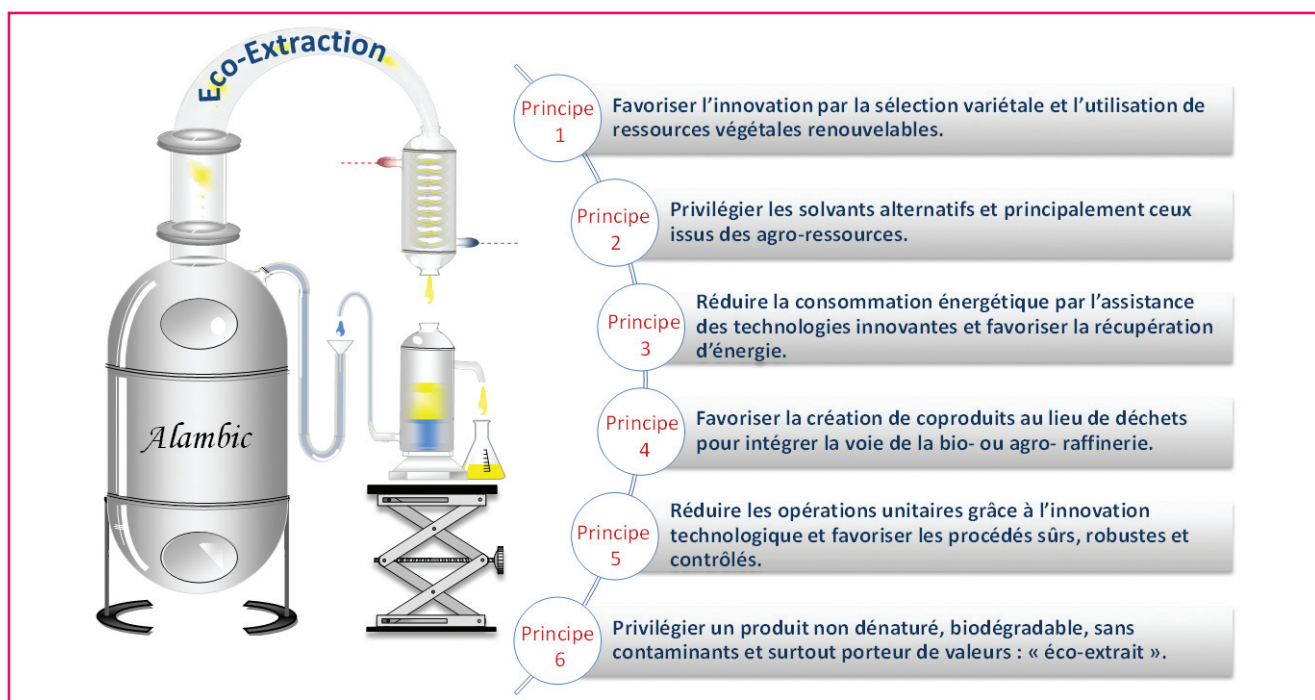 Eco-Extraction
Alambic
Principe
1
Favoriser l’innovation par la sélection variétale et l’utilisation de
ressources végétales renouvelables.
Principe
2
Privilégier les solvants alternatifs et principalement ceux
issus des agro-ressources.
Principe
3
Réduire la consommation énergétique par l’assistance
des technologies innovantes et favoriser la récupération
d’énergie.
Principe
4
Favoriser la création de coproduits au lieu de déchets
pour intégrer la voie de la bio- ou agro- raffinerie.
Principe
5
Réduire les opérations unitaires grâce à l’innovation
technologique et favoriser les procédés sûrs, robustes et
contrôlés.
Principe
6
Privilégier un produit non dénaturé, biodégradable, sans
contaminants et surtout porteur de valeurs : « éco-extrait ».